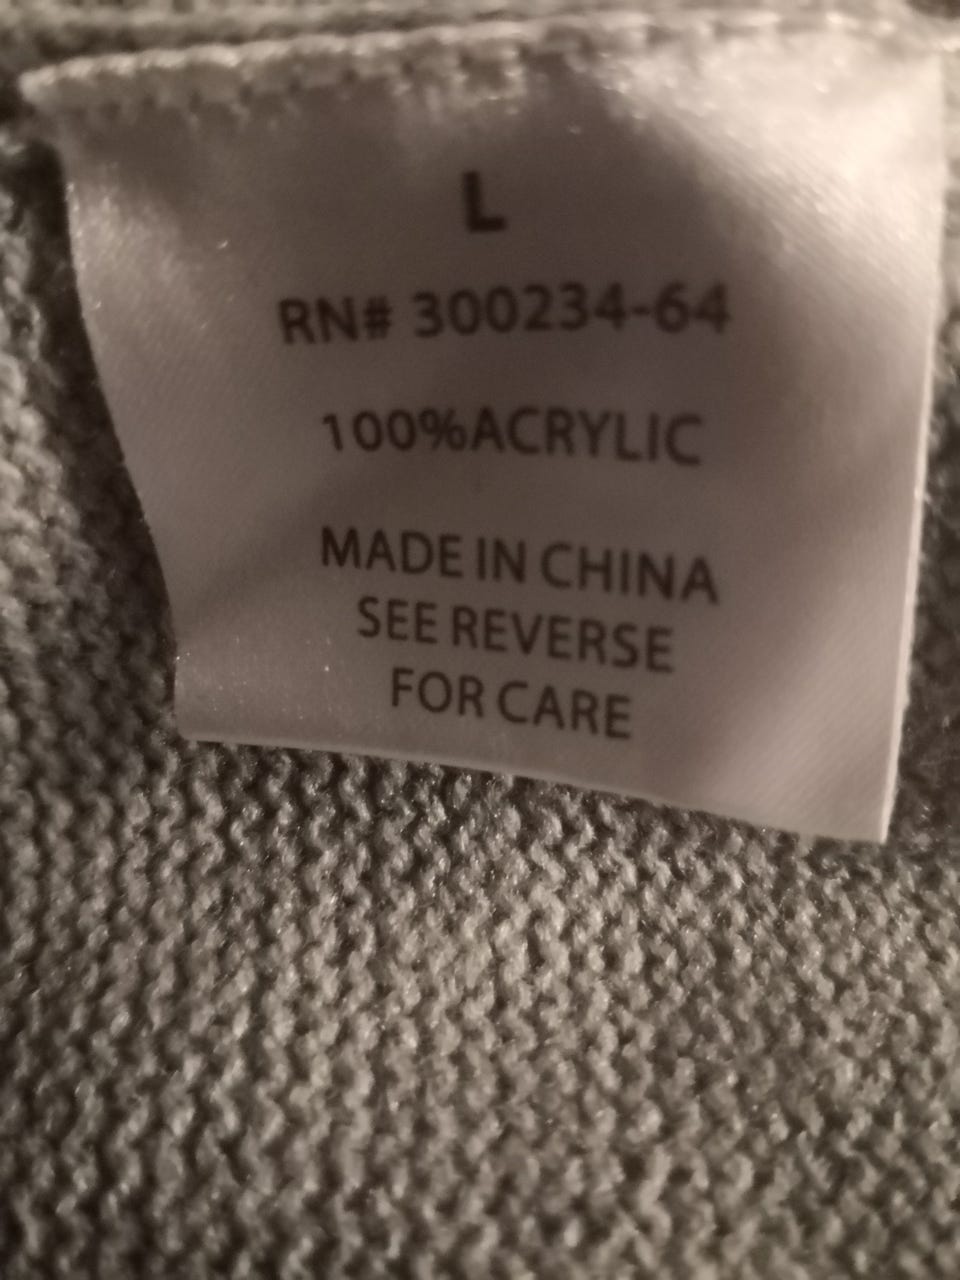 L
RN# 300234-64
100%ACRYLIC
MADE IN CHINA
SEE REVERSE
FOR CARE